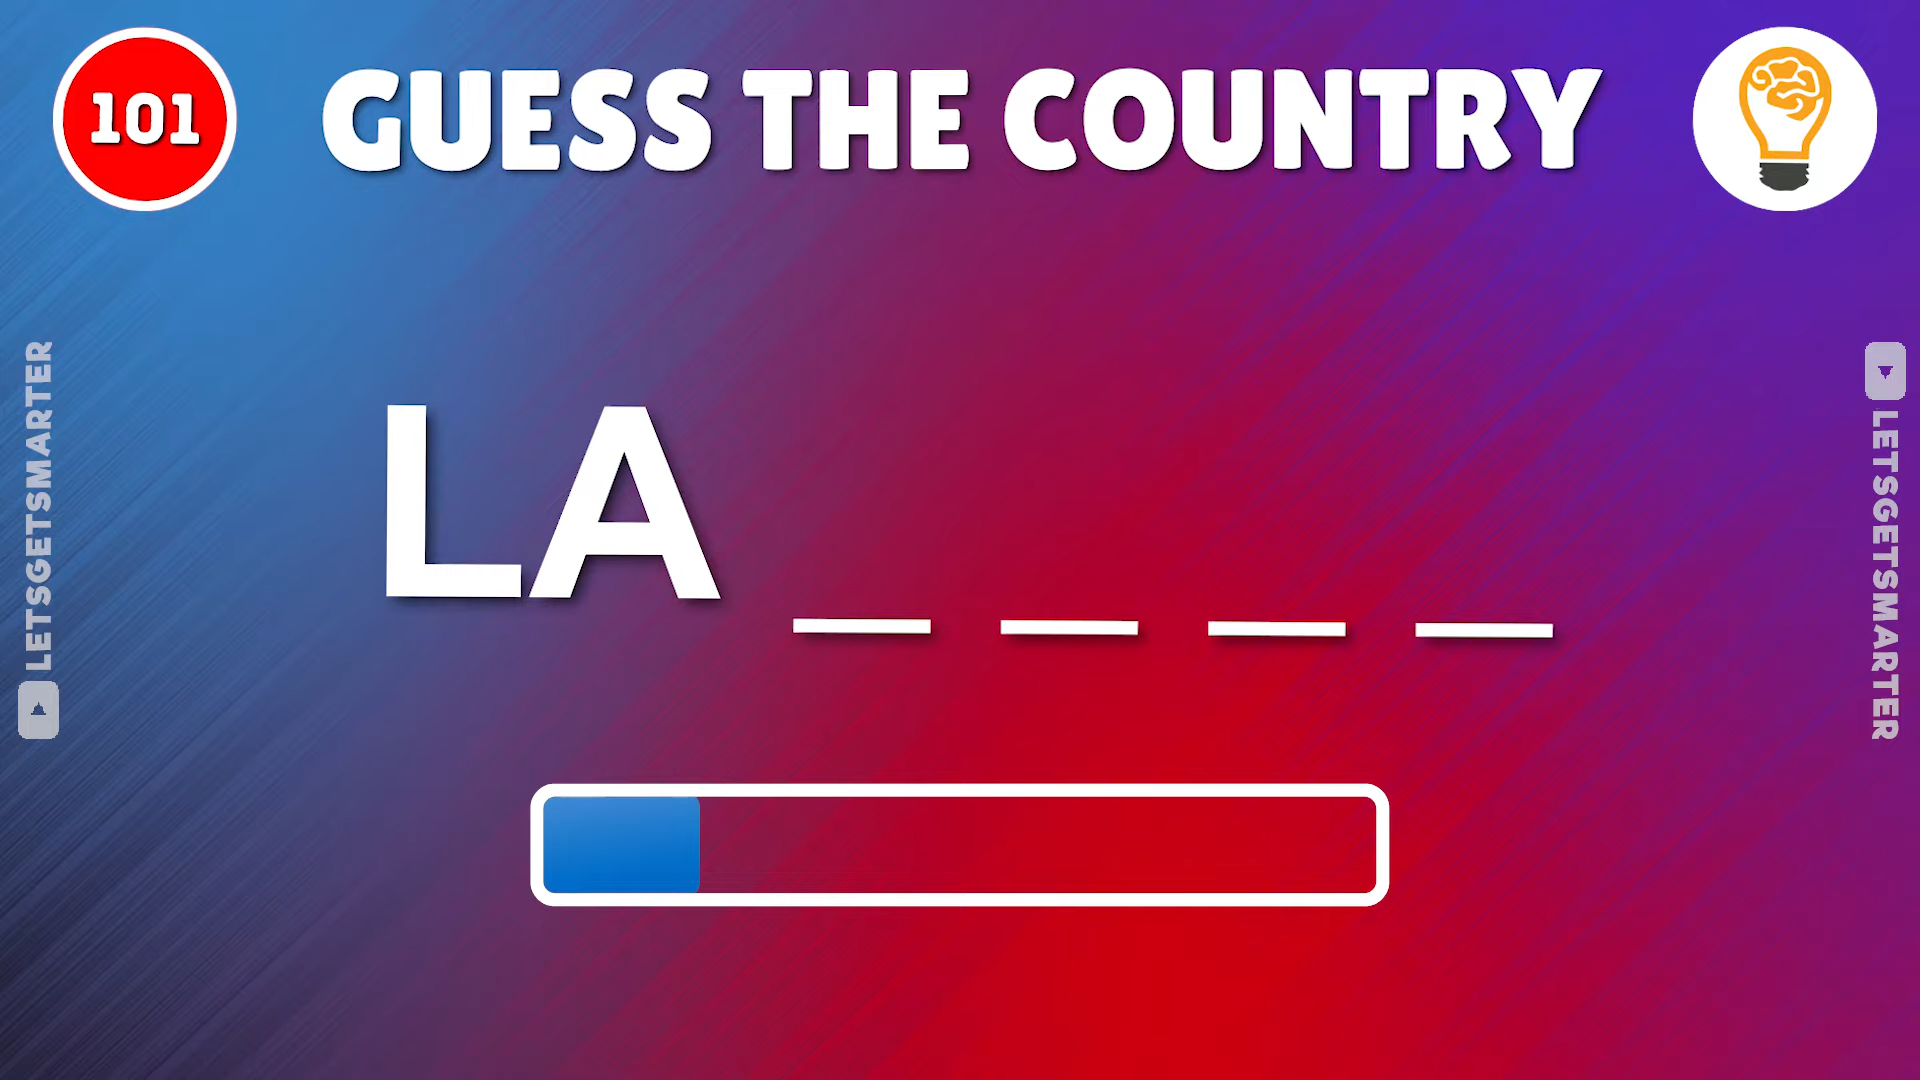 101
GUESS THE COUNTRY
LA _ _ _ _
LETSGETSMARTER
LETSGETSMARTER